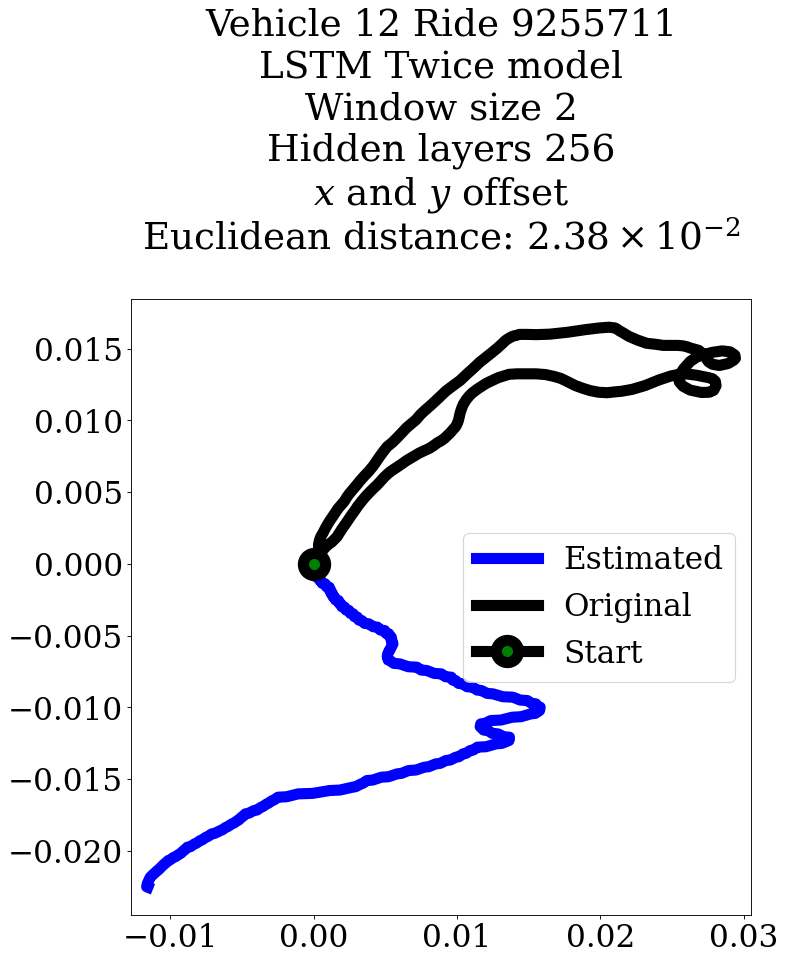 Vehicle 12 Ride 9255711
LSTM Twice model
Window size 2
Hidden layers 256
x and y offset
Euclidean distance: 2.38 × 10⁻²
0.015
0.010
0.005
0.000
−0.005
−0.010
−0.015
−0.020
Estimated
Original
Start
−0.01 0.00 0.01 0.02 0.03